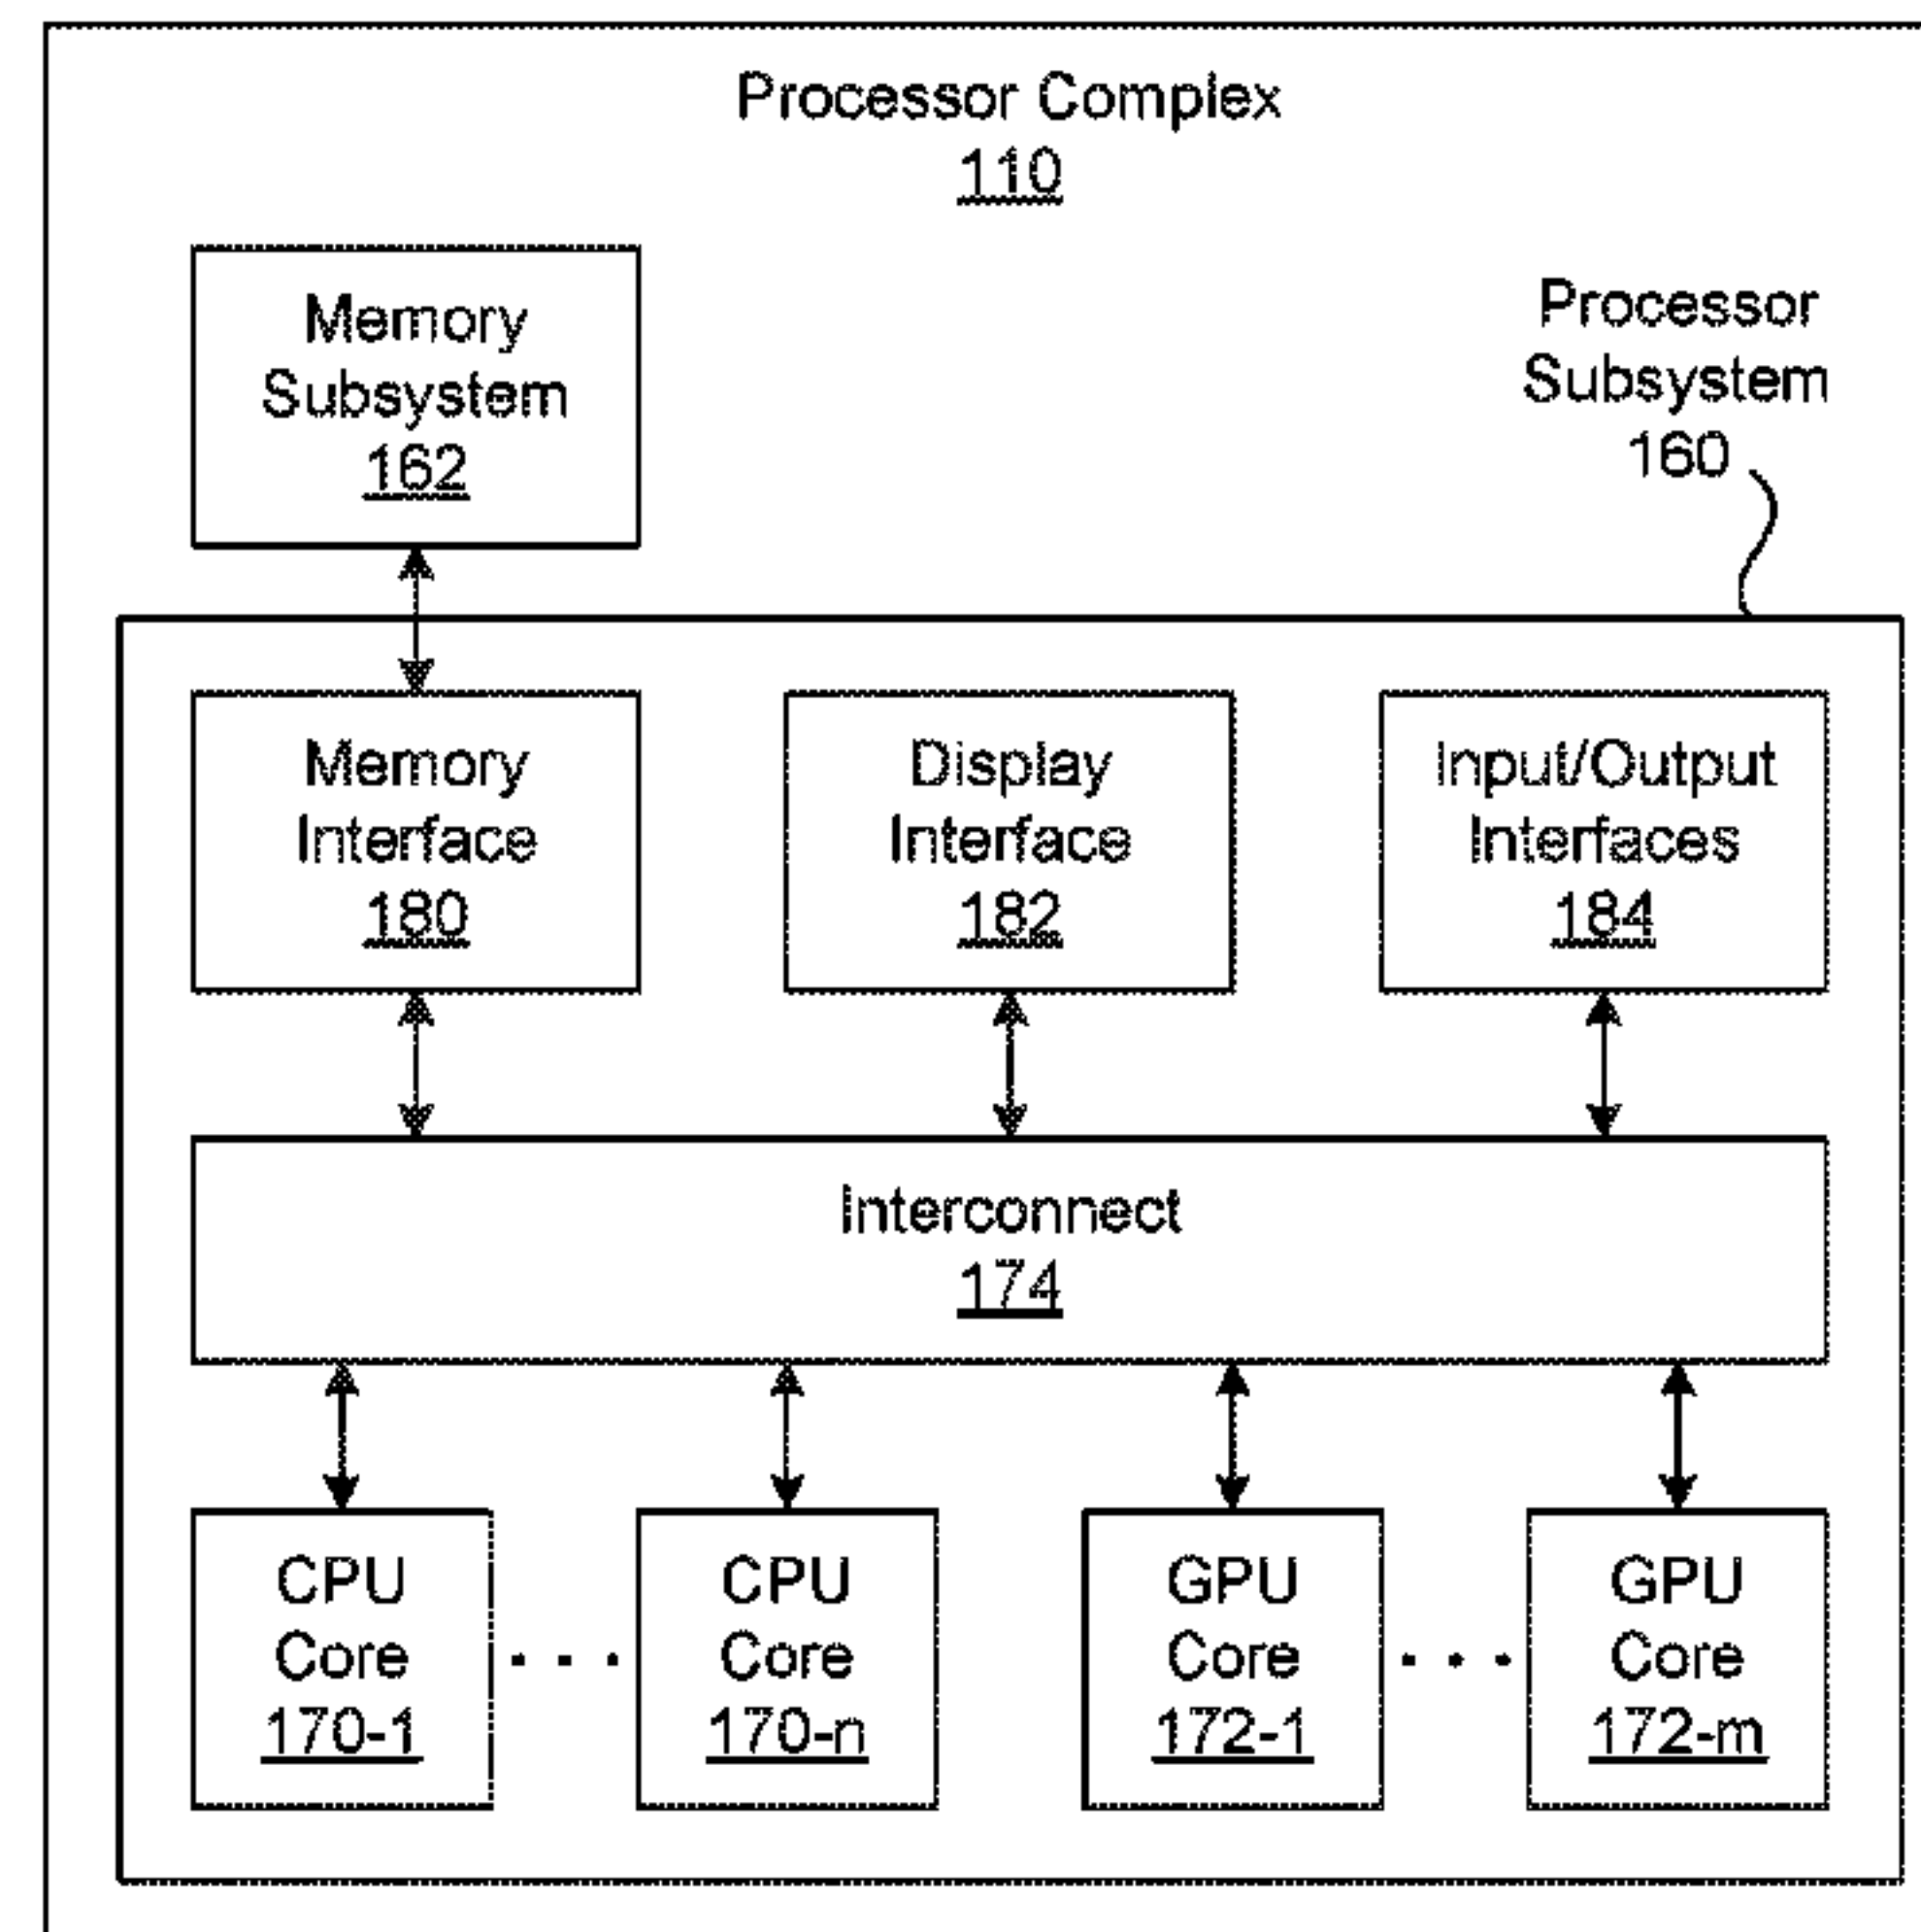 Processor Complex
110
Memory
Subsystem
162
Processor
Subsystem
160
Memory
Interface
180
Display
Interface
182
Input/Output
Interfaces
184
Interconnect
174
CPU
Core
170-1
. . .
CPU
Core
170-n
GPU
Core
172-1
. . .
GPU
Core
172-m